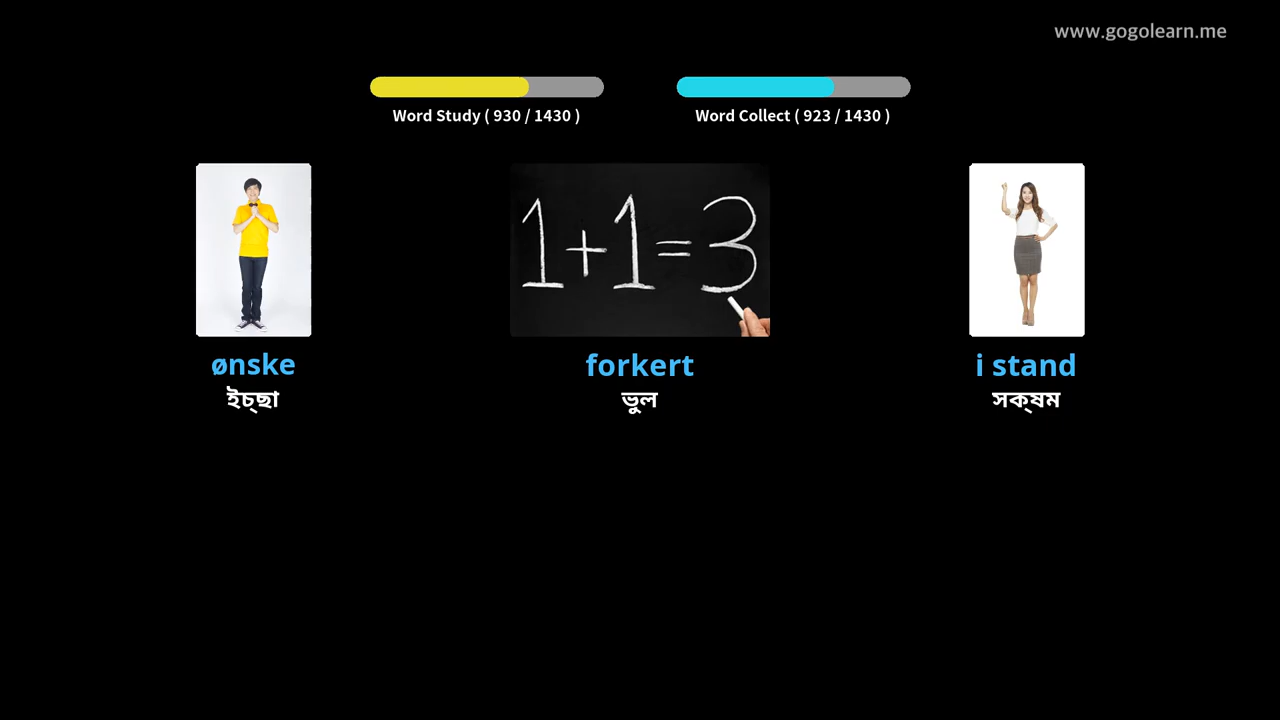 www.gogolearn.me
Word Study ( 930 / 1430 )
Word Collect ( 923 / 1430 )
1+1=3
ønske
forkert
i stand
ইচ্ছা
ভুল
সক্ষম